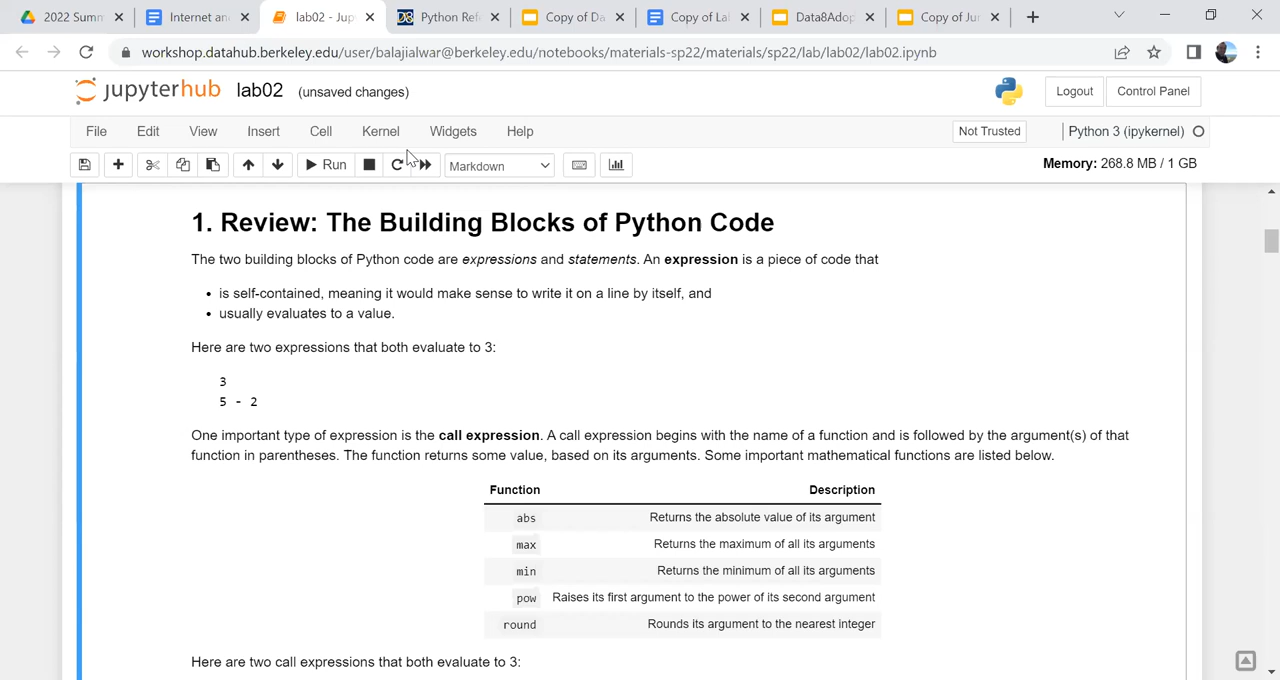 2022 Summ
Internet an
lab02 - Jup
Python Ref
Copy of Da
Copy of La
Data8Adop
Copy of Ju
workshop.datahub.berkeley.edu/user/balajialwar@berkeley.edu/notebooks/materials-sp22/materials/sp22/lab/lab02/lab02.ipynb
jupyterhub lab02 (unsaved changes)
Logout
Control Panel
File Edit View Insert Cell Kernel Widgets Help
Not Trusted
Python 3 (ipykernel)
Run
Markdown
Memory: 268.8 MB / 1 GB
1. Review: The Building Blocks of Python Code
The two building blocks of Python code are expressions and statements. An expression is a piece of code that
• is self-contained, meaning it would make sense to write it on a line by itself, and
• usually evaluates to a value.
Here are two expressions that both evaluate to 3:
3
5 - 2
One important type of expression is the call expression. A call expression begins with the name of a function and is followed by the argument(s) of that
function in parentheses. The function returns some value, based on its arguments. Some important mathematical functions are listed below.
Function Description
abs Returns the absolute value of its argument
max Returns the maximum of all its arguments
min Returns the minimum of all its arguments
pow Raises its first argument to the power of its second argument
round Rounds its argument to the nearest integer
Here are two call expressions that both evaluate to 3: